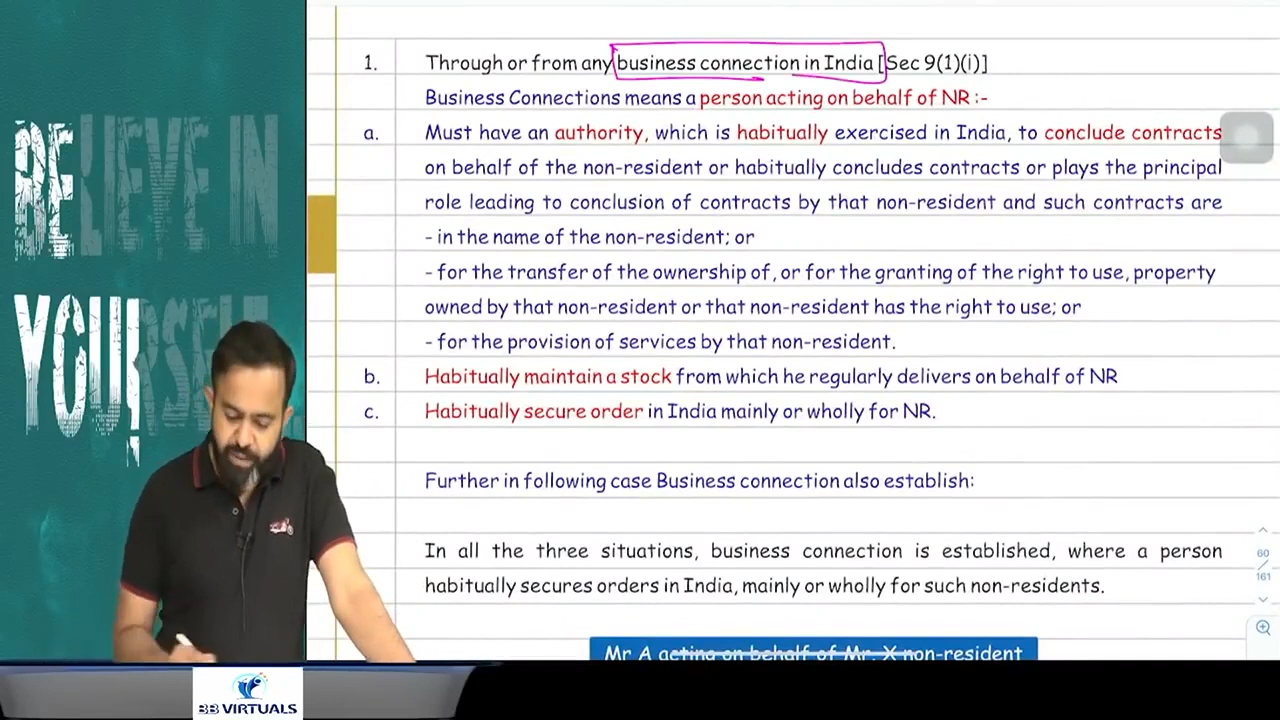 BELIEVE IN
YOURSELF
1. Through or from any business connection in India [Sec 9(1)(i)]
Business Connections means a person acting on behalf of NR :-
a. Must have an authority, which is habitually exercised in India, to conclude contracts
on behalf of the non-resident or habitually concludes contracts or plays the principal
role leading to conclusion of contracts by that non-resident and such contracts are
- in the name of the non-resident; or
- for the transfer of the ownership of, or for the granting of the right to use, property
owned by that non-resident or that non-resident has the right to use; or
- for the provision of services by that non-resident.
b. Habitually maintain a stock from which he regularly delivers on behalf of NR
c. Habitually secure order in India mainly or wholly for NR.
Further in following case Business connection also establish:
In all the three situations, business connection is established, where a person
habitually secures orders in India, mainly or wholly for such non-residents.
Mr A acting on behalf of Mr. X non-resident
60
/
161
BB VIRTUALS